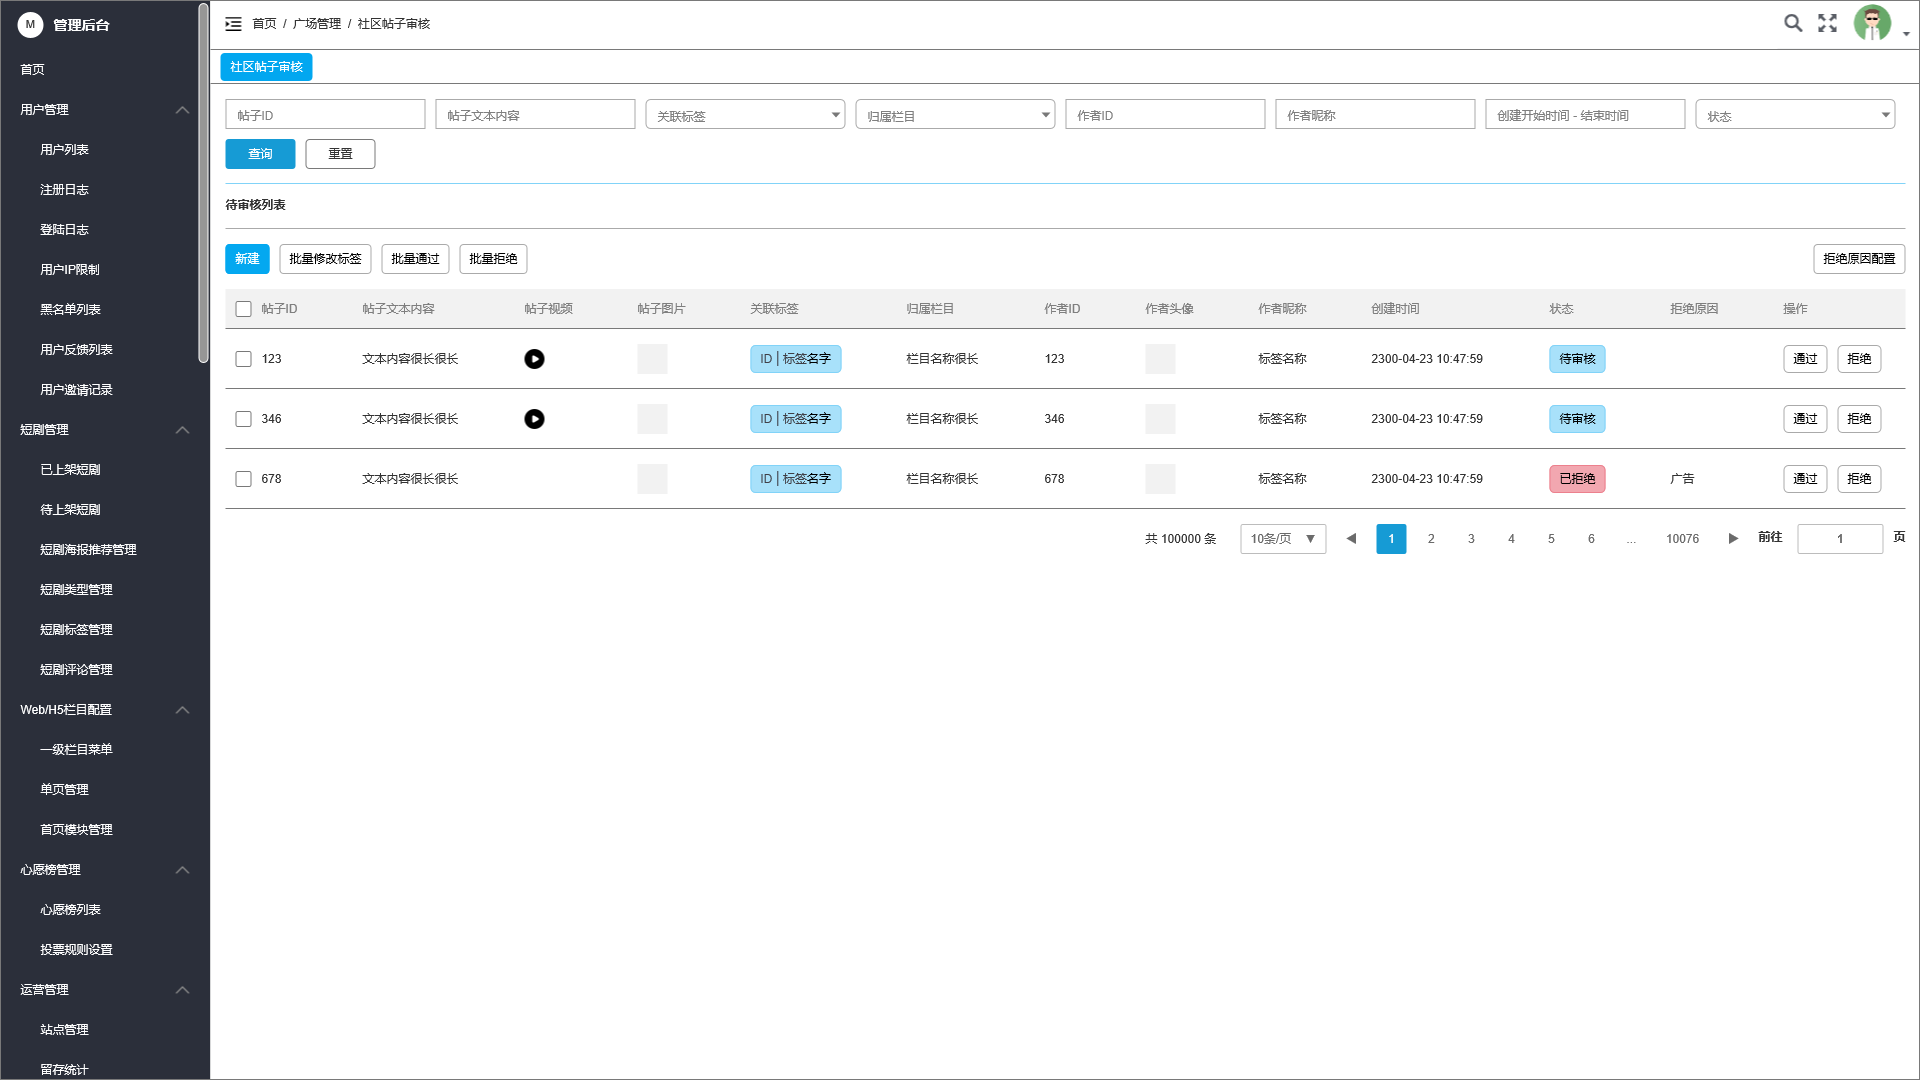 M 管理后台
首页
用户管理
用户列表
注册日志
登陆日志
用户IP限制
黑名单列表
用户反馈列表
用户邀请记录
短剧管理
已上架短剧
待上架短剧
短剧海报推荐管理
短剧类型管理
短剧标签管理
短剧评论管理
Web/H5栏目配置
一级栏目菜单
单页管理
首页模块管理
心愿榜管理
心愿榜列表
投票规则设置
运营管理
站点管理
留存统计
首页 / 广场管理 / 社区帖子审核
社区帖子审核
帖子ID 帖子文本内容 关联标签 归属栏目 作者ID 作者昵称 创建开始时间 - 结束时间 状态
查询 重置
待审核列表
新建 批量修改标签 批量通过 批量拒绝 拒绝原因配置
帖子ID 帖子文本内容 帖子视频 帖子图片 关联标签 归属栏目 作者ID 作者头像 作者昵称 创建时间 状态 拒绝原因 操作
123 文本内容很长很长 ID | 标签名字 栏目名称很长 123 标签名称 2300-04-23 10:47:59 待审核 通过 拒绝
346 文本内容很长很长 ID | 标签名字 栏目名称很长 346 标签名称 2300-04-23 10:47:59 待审核 通过 拒绝
678 文本内容很长很长 ID | 标签名字 栏目名称很长 678 标签名称 2300-04-23 10:47:59 已拒绝 广告 通过 拒绝
共 100000 条 10条/页 1 2 3 4 5 6 ... 10076 前往 1 页